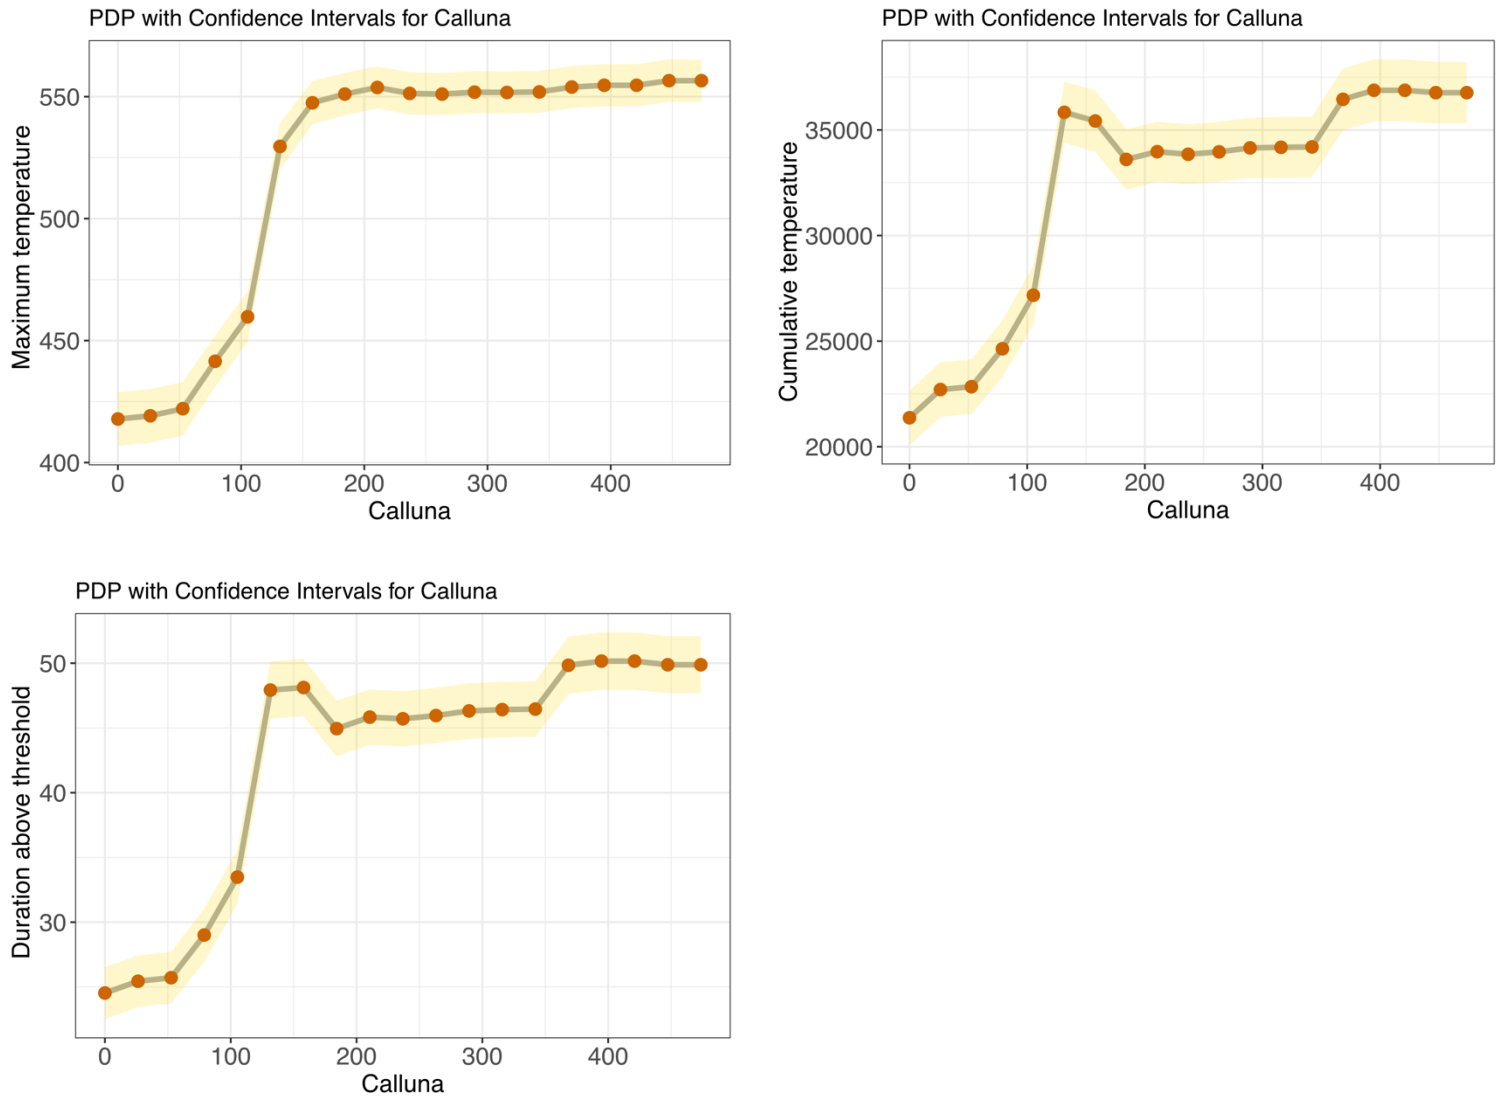 PDP with Confidence Intervals for Calluna
Maximum temperature
550
500
450
400
0 100 200 300 400
Calluna
PDP with Confidence Intervals for Calluna
Cumulative temperature
35000
30000
25000
20000
0 100 200 300 400
Calluna
PDP with Confidence Intervals for Calluna
Duration above threshold
50
40
30
0 100 200 300 400
Calluna